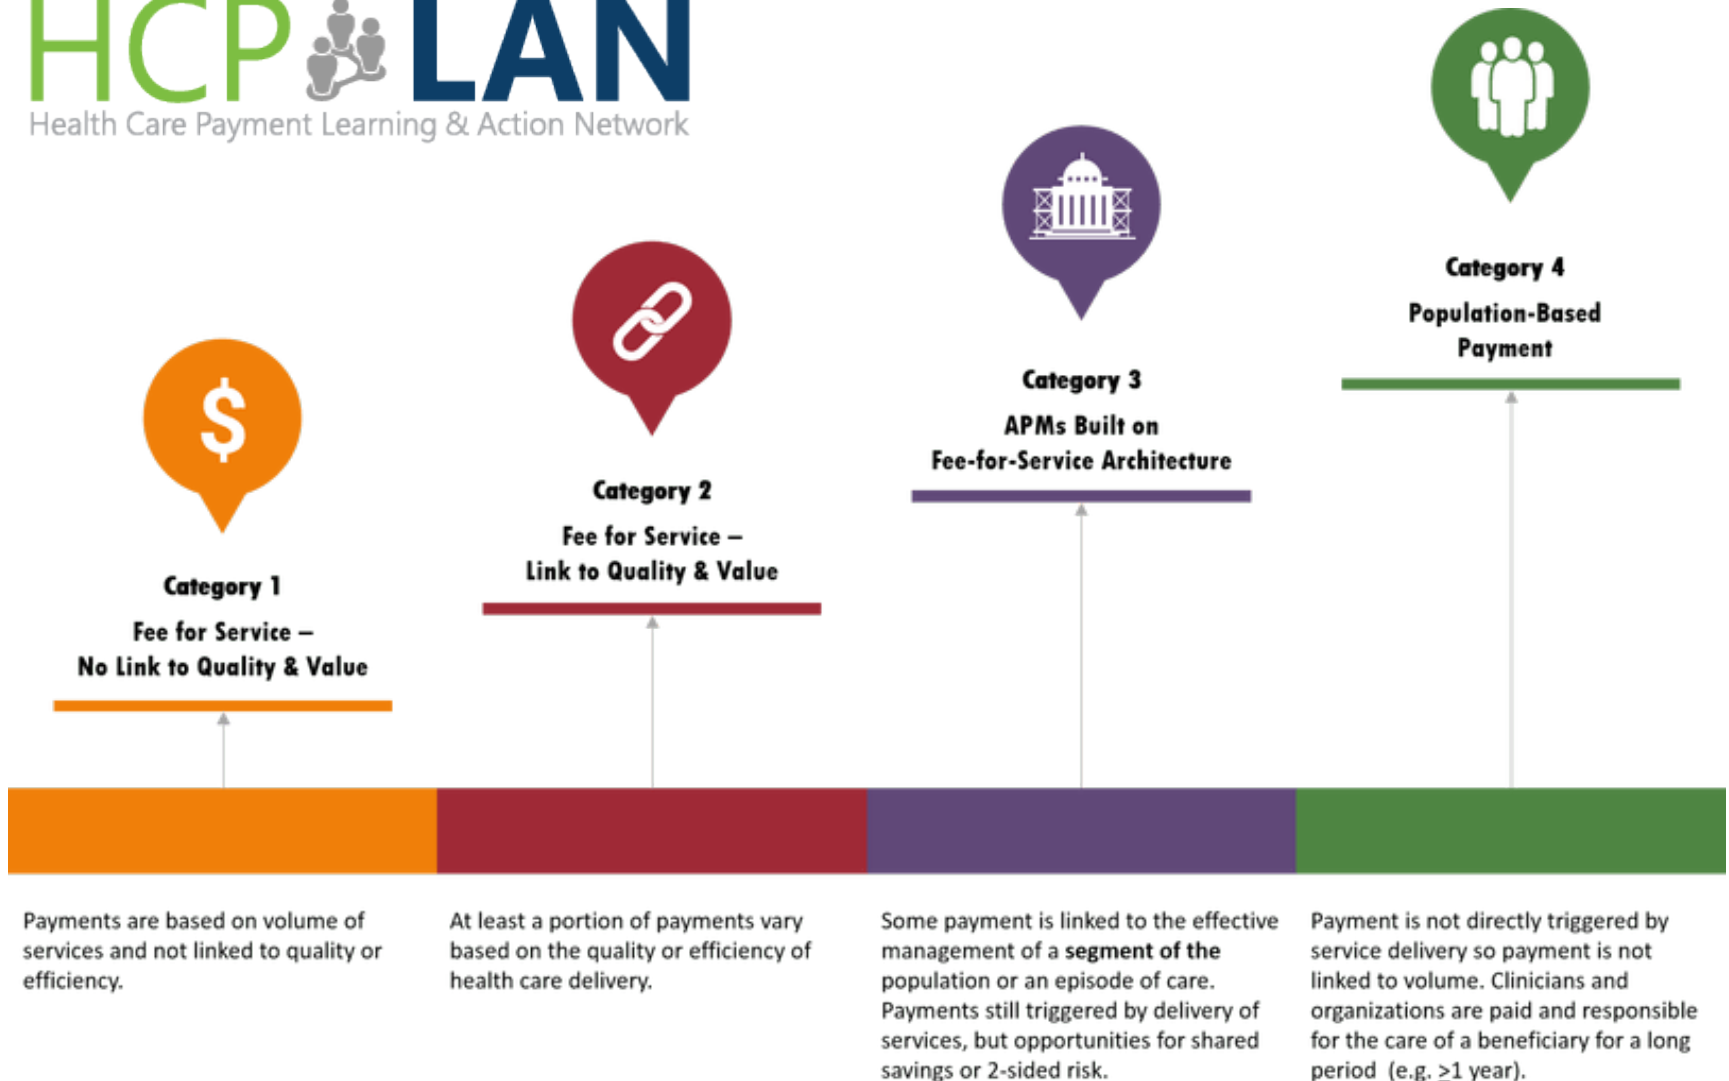 HCP LAN
Health Care Payment Learning & Action Network
$
Category 1
Fee for Service –
No Link to Quality & Value
Category 2
Fee for Service –
Link to Quality & Value
Category 3
APMs Built on
Fee-for-Service Architecture
Category 4
Population-Based
Payment
Payments are based on volume of
services and not linked to quality or
efficiency.
At least a portion of payments vary
based on the quality or efficiency of
health care delivery.
Some payment is linked to the effective
management of a segment of the
population or an episode of care.
Payments still triggered by delivery of
services, but opportunities for shared
savings or 2-sided risk.
Payment is not directly triggered by
service delivery so payment is not
linked to volume. Clinicians and
organizations are paid and responsible
for the care of a beneficiary for a long
period (e.g. ≥1 year).